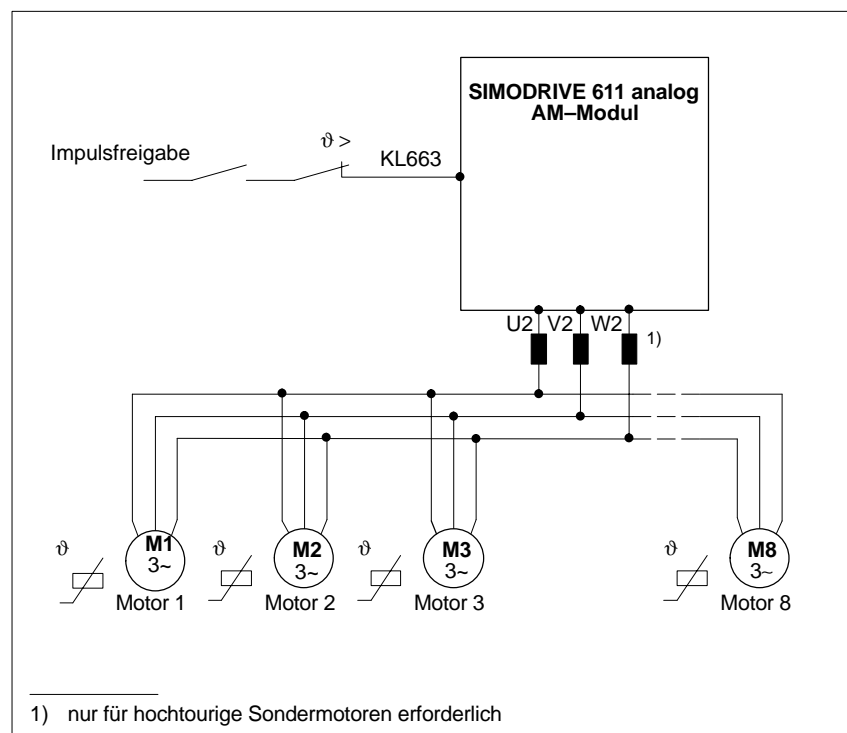 SIMODRIVE 611 analog
AM–Modul
ϑ >
Impulsfreigabe
KL663
U2 V2 W2
1)
ϑ ϑ ϑ ϑ
M1 M2 M3 M8
3~ 3~ 3~ 3~
Motor 1 Motor 2 Motor 3 Motor 8
1) nur für hochtourige Sondermotoren erforderlich